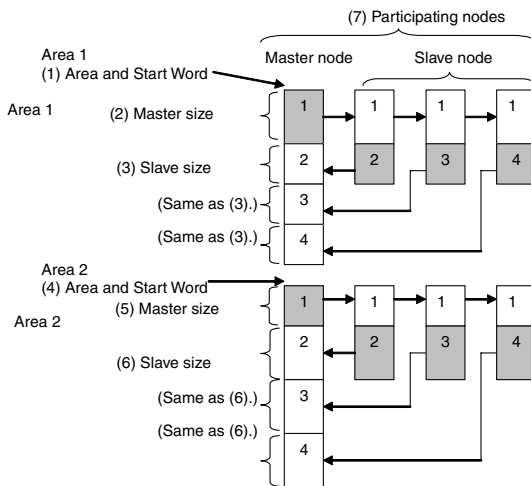 (7) Participating nodes
Area 1
(1) Area and Start Word
Master node
Slave node
Area 1
(2) Master size
1 1 1 1
(3) Slave size
2 2 3 4
(Same as (3).)
3
(Same as (3).)
4
Area 2
(4) Area and Start Word
(5) Master size
1 1 1 1
Area 2
(6) Slave size
2 2 3 4
(Same as (6).)
3
(Same as (6).)
4